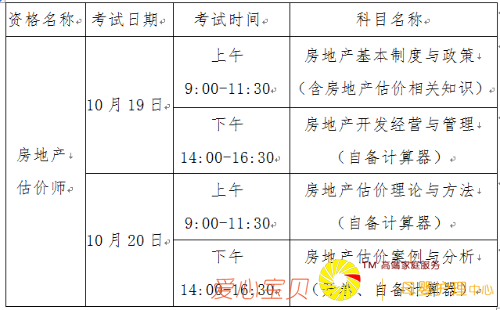 资格名称 考试日期 考试时间 科目名称
房地产
估价师
10月19日
上午
9:00-11:30
房地产基本制度与政策
(含房地产估价相关知识)
下午
14:00-16:30
房地产开发经营与管理
(自备计算器)
10月20日
上午
9:00-11:30
房地产估价理论与方法
(自备计算器)
下午
14:00-16:30
房地产估价案例与分析
、自备计算器)
爱心宝贝
TM 高端家庭服务
中心